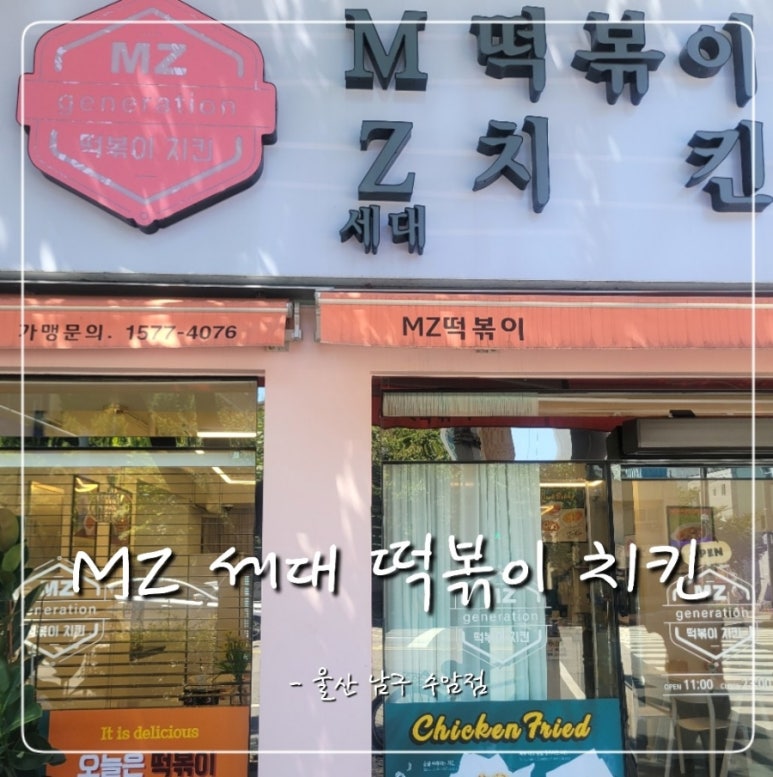 MZ
generation
떡볶이 치킨
M떡볶이
Z치킨
세대
가맹문의. 1577-4076
MZ떡볶이
OPEN
MZ 세대 떡볶이 치킨
MZ
generation
떡볶이 치킨
MZ
generation
떡볶이 치킨
MZ
generation
떡볶이 치킨
- 울산 남구 수암점
OPEN 11:00
It is delicious
오늘은 떡볶이
Chicken Fried